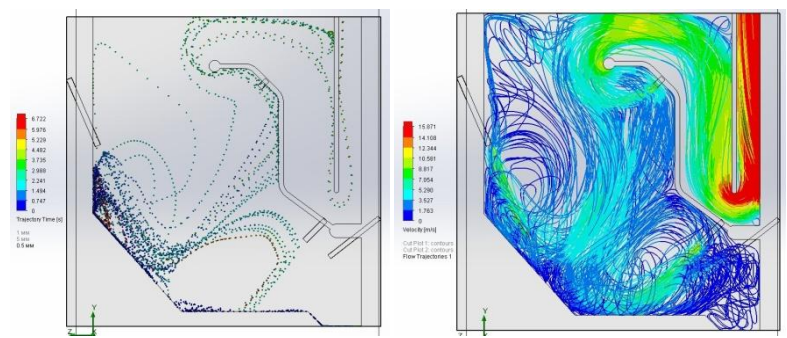 6.722
5.976
5.229
4.482
3.735
2.988
2.241
1.494
0.747
0
Trajectory Time [s]
1 мм
5 мм
0.5 мм
Y
Z
X
15.871
14.108
12.344
10.581
8.817
7.054
5.290
3.527
1.763
0
Velocity [m/s]
Cut Plot 1: contours
Cut Plot 2: contours
Flow Trajectories 1
Y
Z